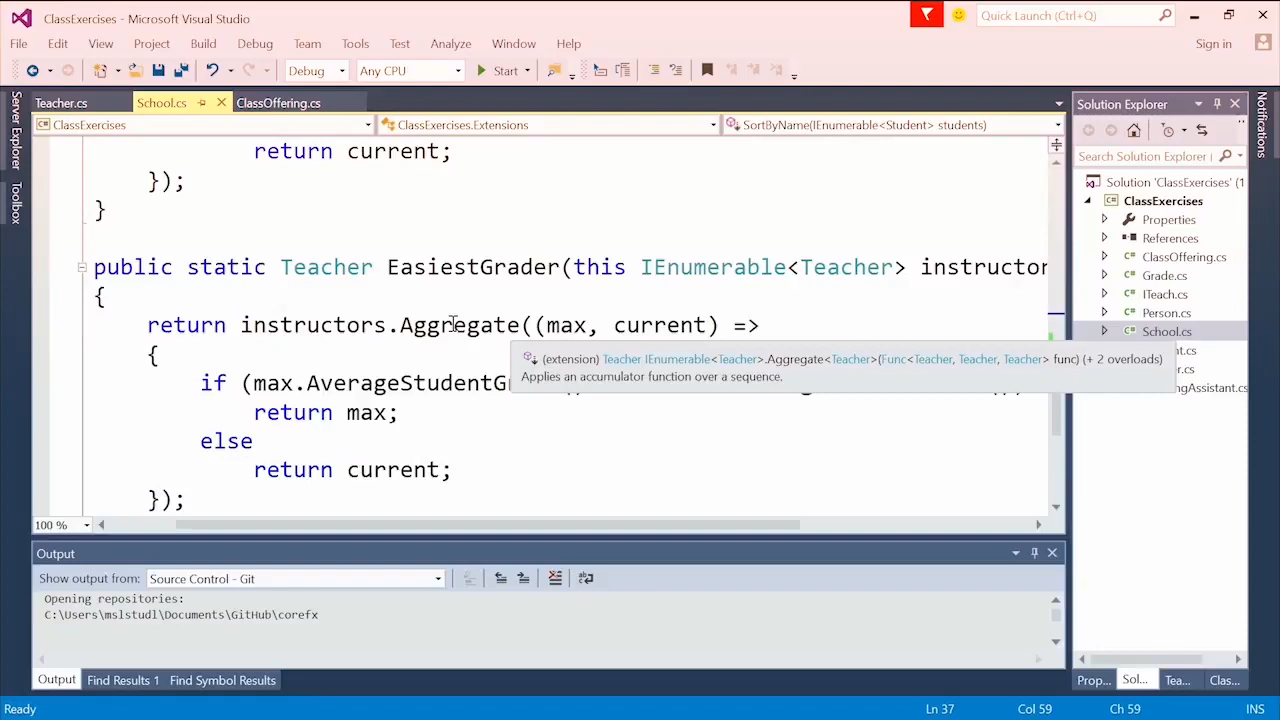 ClassExercises - Microsoft Visual Studio
Quick Launch (Ctrl+Q)
File Edit View Project Build Debug Team Tools Test Analyze Window Help
Sign in
Debug Any CPU Start
Teacher.cs School.cs ClassOffering.cs
ClassExercises ClassExercises.Extensions SortByName(IEnumerable<Student> students)
return current;
});
}
public static Teacher EasiestGrader(this IEnumerable<Teacher> instructor
{
return instructors.Aggregate((max, current) =>
{
(extension) Teacher IEnumerable<Teacher>.Aggregate<Teacher>(Func<Teacher, Teacher, Teacher> func) (+ 2 overloads)
Applies an accumulator function over a sequence.
if (max.AverageStudentGr
return max;
else
return current;
});
100 %
Output
Show output from: Source Control - Git
Opening repositories:
C:\Users\mslstudl\Documents\GitHub\corefx
Output Find Results 1 Find Symbol Results
Server Explorer
Toolbox
Solution Explorer
Search Solution Explorer (
Solution 'ClassExercises' (1
ClassExercises
Properties
References
ClassOffering.cs
Grade.cs
ITeach.cs
Person.cs
School.cs
nt.cs
er.cs
ngAssistant.cs
Prop... Sol... Tea... Clas...
Notifications
Ready Ln 37 Col 59 Ch 59 INS